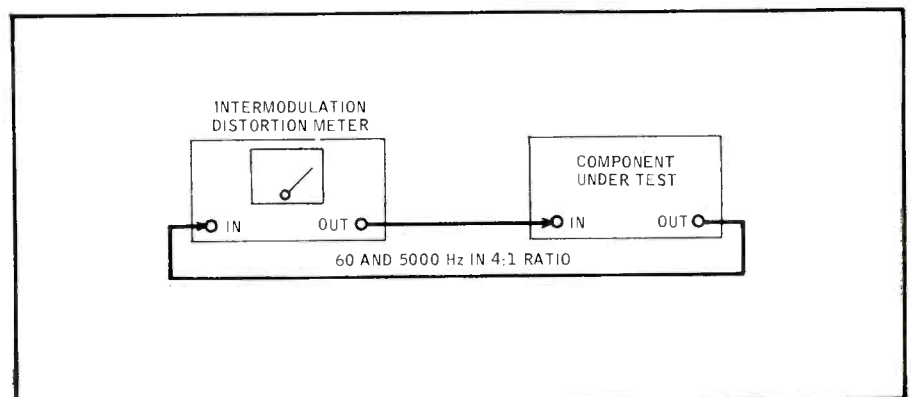 INTERMODULATION
DISTORTION METER
COMPONENT
UNDER TEST
IN OUT
IN OUT
60 AND 5000 Hz IN 4:1 RATIO